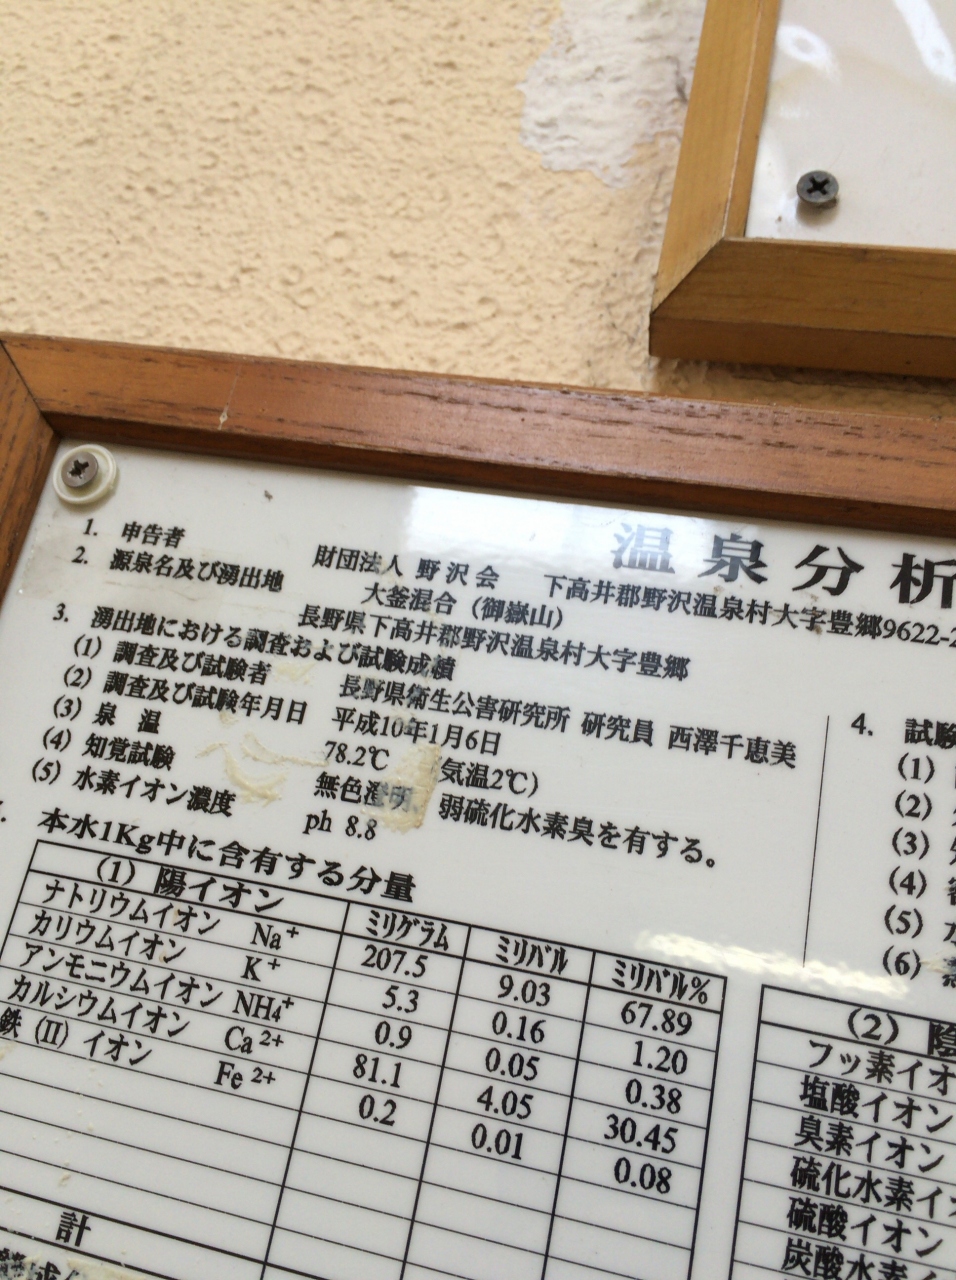 温泉分析
1. 申告者 財団法人 野沢会 下高井郡野沢温泉村大字豊郷9622-2
2. 源泉名及び湧出地 大釜混合（御嶽山）
長野県下高井郡野沢温泉村大字豊郷
3. 湧出地における調査および試験成績
(1) 調査及び試験者 長野県衛生公害研究所 研究員 西澤千恵美
(2) 調査及び試験年月日 平成10年1月6日
(3) 泉 温 78.2℃ (気温2℃)
(4) 知覚試験 無色澄明、弱硫化水素臭を有する。
(5) 水素イオン濃度 ph 8.8
本水1Kg中に含有する分量
(1) 陽イオン ミリグラム ミリバル ミリバル%
ナトリウムイオン Na⁺ 207.5 9.03 67.89
カリウムイオン K⁺ 5.3 0.16 1.20
アンモニウムイオン NH₄⁺ 0.9 0.05 0.38
カルシウムイオン Ca²⁺ 81.1 4.05 30.45
鉄 (II) イオン Fe²⁺ 0.2 0.01 0.08
計
4. 試験
(1)
(2)
(3)
(4)
(5)
(6)
(2) 陰
フッ素イオ
塩酸イオン
臭素イオン
硫化水素イ
硫酸イオン
炭酸水素イ